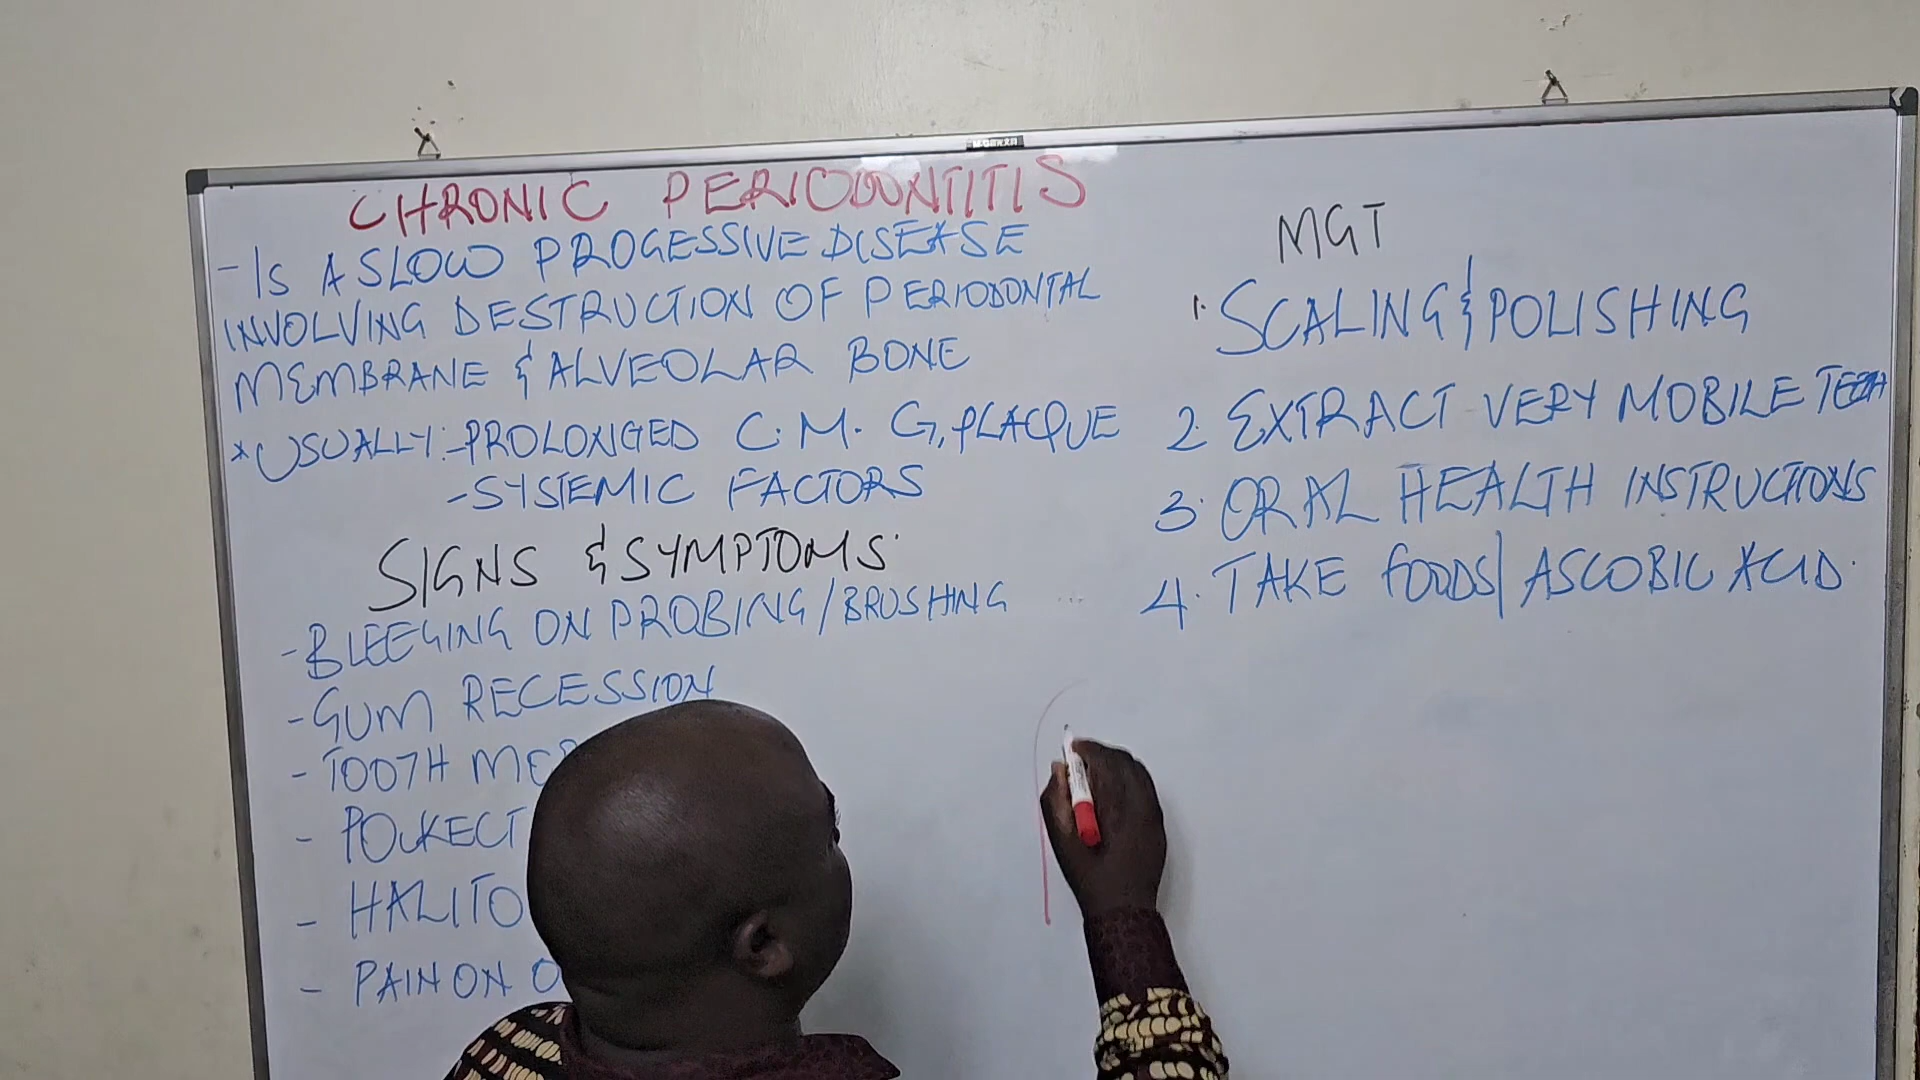 CHRONIC PERIODONTITIS
- IS A SLOW PROGESSIVE DISEASE
INVOLVING DESTRUCTION OF PERIODONTAL
MEMBRANE & ALVEOLAR BONE
* USUALLY:- PROLONGED C.M.G, PLACQUE
- SYSTEMIC FACTORS
SIGNS & SYMPTOMS:
- BLEEGING ON PROBING/BRUSHING
- GUM RECESSION
- TOOTH
- POCKECT
-
- PAIN ON
MGT
1. SCALING & POLISHING
2. EXTRACT VERY MOBILE TEETH
3. ORAL HEALTH INSTRUCTIONS
4. TAKE FOODS/ASCOBIC ACID.